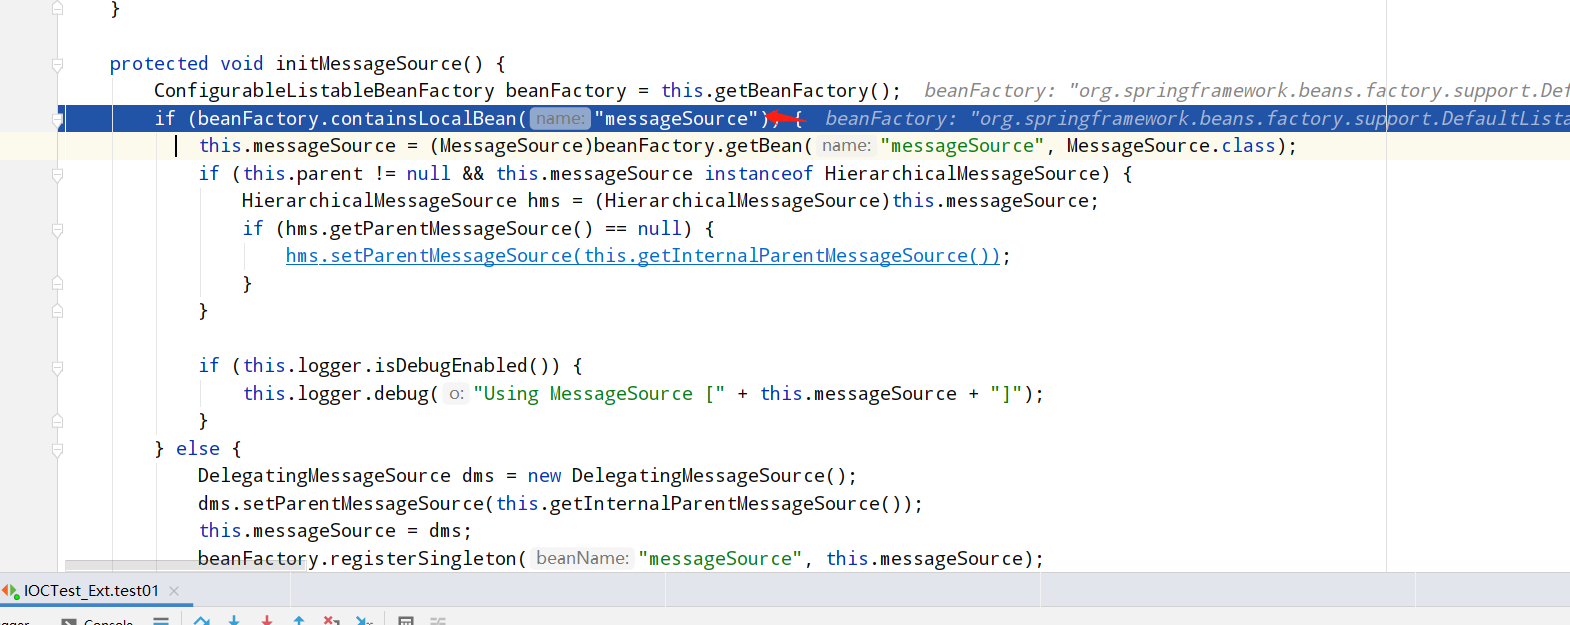 }
protected void initMessageSource() {
ConfigurableListableBeanFactory beanFactory = this.getBeanFactory(); beanFactory: "org.springframework.beans.factory.support.Def
if (beanFactory.containsLocalBean( name: "messageSource")) { beanFactory: "org.springframework.beans.factory.support.DefaultLista
this.messageSource = (MessageSource)beanFactory.getBean( name: "messageSource", MessageSource.class);
if (this.parent != null && this.messageSource instanceof HierarchicalMessageSource) {
HierarchicalMessageSource hms = (HierarchicalMessageSource)this.messageSource;
if (hms.getParentMessageSource() == null) {
hms.setParentMessageSource(this.getInternalParentMessageSource());
}
}
if (this.logger.isDebugEnabled()) {
this.logger.debug( o: "Using MessageSource [" + this.messageSource + "]");
}
} else {
DelegatingMessageSource dms = new DelegatingMessageSource();
dms.setParentMessageSource(this.getInternalParentMessageSource());
this.messageSource = dms;
beanFactory.registerSingleton( beanName: "messageSource", this.messageSource);
IOCTest_Ext.test01
Console